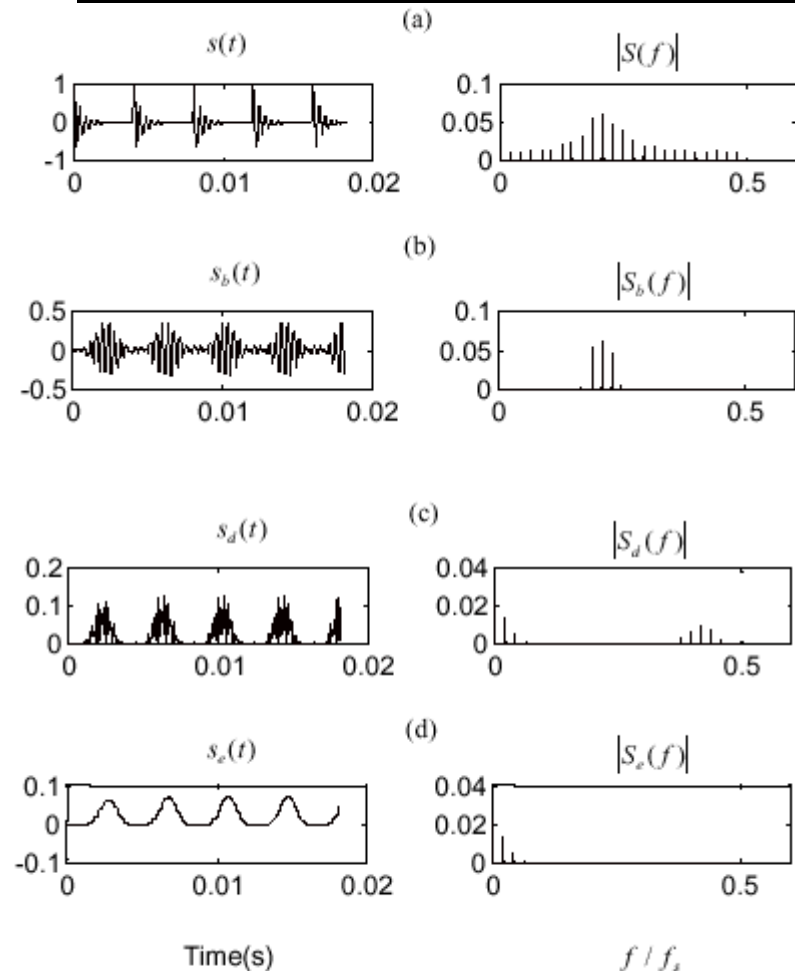 (a)
s(t) |S(f)|
1 0.1
0 0.05
-1 0
0 0.01 0.02 0 0.5
(b)
s_b(t) |S_b(f)|
0.5 0.1
0 0.05
-0.5 0
0 0.01 0.02 0 0.5
(c)
s_d(t) |S_d(f)|
0.2 0.04
0.1 0.02
0 0
0 0.01 0.02 0 0.5
(d)
s_e(t) |S_e(f)|
0.1 0.04
0 0.02
-0.1 0
0 0.01 0.02 0 0.5
Time(s) f / f_s